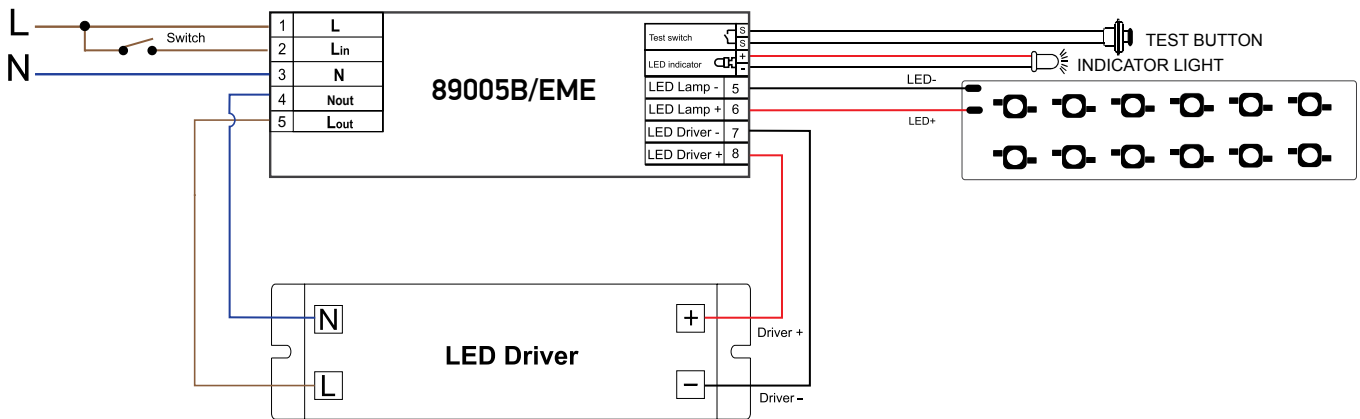 L
N
Switch
1 L
2 Lin
3 N
4 Nout
5 Lout
89005B/EME
Test switch S
S
LED indicator +
-
LED Lamp - 5
LED Lamp + 6
LED Driver - 7
LED Driver + 8
TEST BUTTON
INDICATOR LIGHT
LED-
LED+
N
L
LED Driver
+
−
Driver +
Driver −